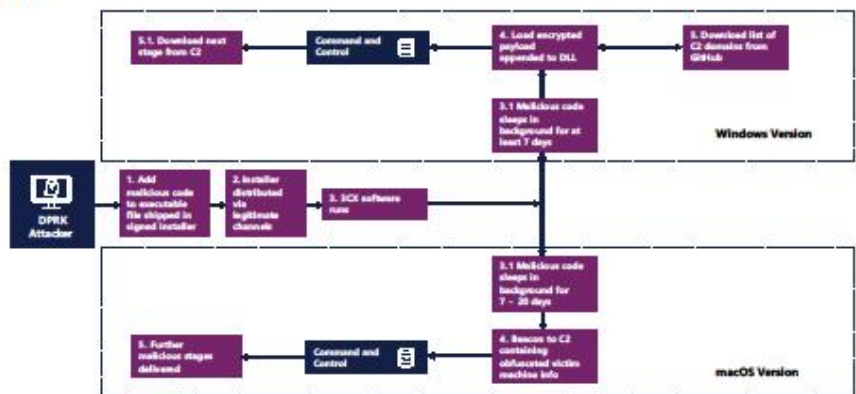 5.1. Download next
stage from C2
Command and
Control
4. Load encrypted
payload
appended to DLL
5. Download list of
C2 domains from
GitHub
3.1 Malicious code
sleeps in
background for at
least 7 days
Windows Version
DPRK
Attacker
1. Add
malicious code
to executable
file shipped in
signed installer
2. Installer
distributed
via
legitimate
channels
3. 3CX software
runs
3.1 Malicious code
sleeps in
background for
7 - 20 days
5. Further
malicious stages
delivered
Command and
Control
4. Beacon to C2
containing
obfuscated victim
machine info
macOS Version